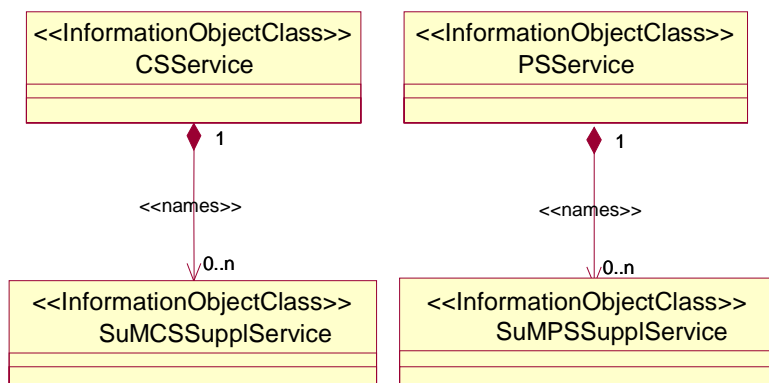 <<InformationObjectClass>>
CSService
<<InformationObjectClass>>
PSService
1
1
<<names>>
<<names>>
0..n
0..n
<<InformationObjectClass>>
SuMCSSupplService
<<InformationObjectClass>>
SuMPSSupplService